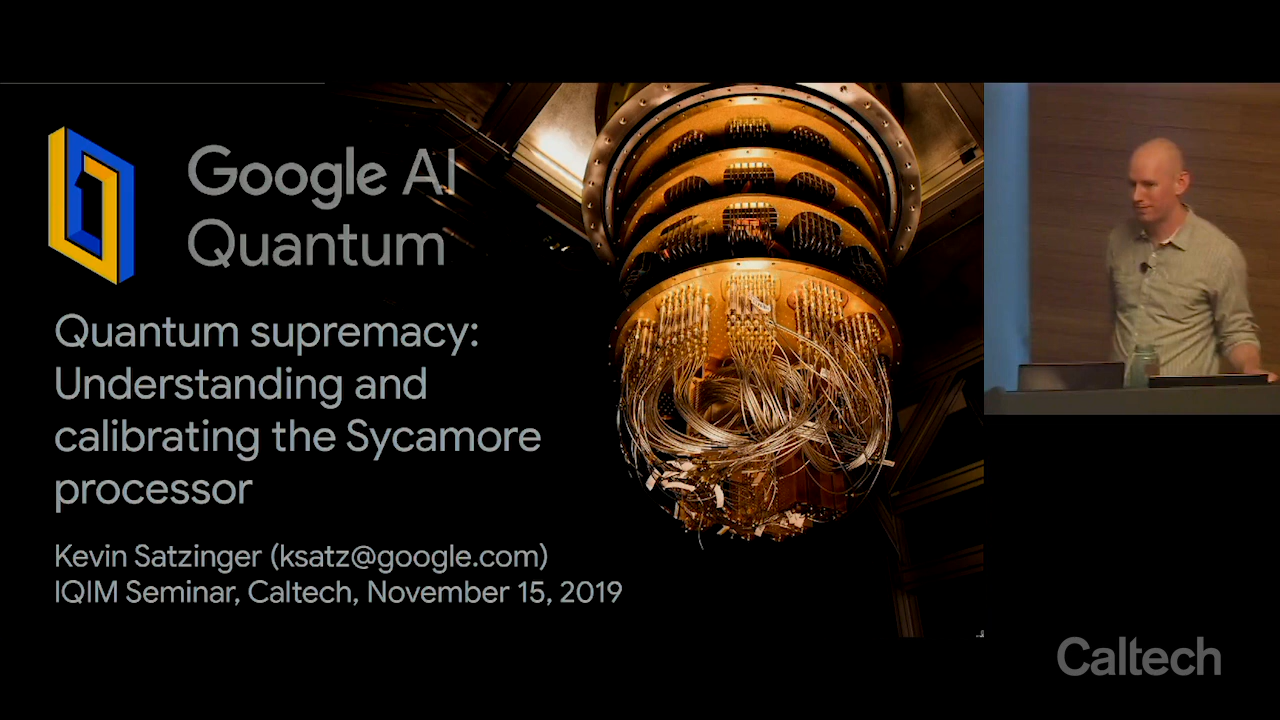 Google AI
Quantum
Quantum supremacy:
Understanding and
calibrating the Sycamore
processor
Kevin Satzinger (ksatz@google.com)
IQIM Seminar, Caltech, November 15, 2019
Caltech